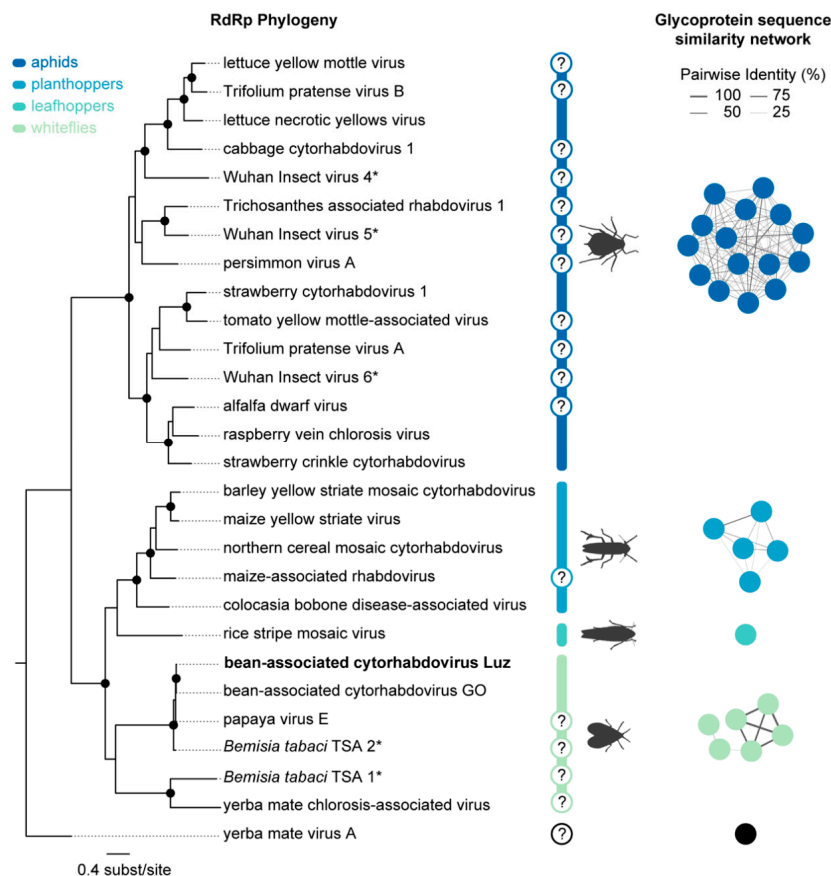 RdRp Phylogeny
Glycoprotein sequence
similarity network
aphids
planthoppers
leafhoppers
whiteflies
Pairwise Identity (%)
100 75
50 25
lettuce yellow mottle virus ?
Trifolium pratense virus B ?
lettuce necrotic yellows virus
cabbage cytorhabdovirus 1 ?
Wuhan Insect virus 4* ?
Trichosanthes associated rhabdovirus 1 ?
Wuhan Insect virus 5* ?
persimmon virus A ?
strawberry cytorhabdovirus 1
tomato yellow mottle-associated virus ?
Trifolium pratense virus A ?
Wuhan Insect virus 6* ?
alfalfa dwarf virus ?
raspberry vein chlorosis virus
strawberry crinkle cytorhabdovirus
barley yellow striate mosaic cytorhabdovirus
maize yellow striate virus
northern cereal mosaic cytorhabdovirus
maize-associated rhabdovirus ?
colocasia bobone disease-associated virus
rice stripe mosaic virus
bean-associated cytorhabdovirus Luz
bean-associated cytorhabdovirus GO
papaya virus E ?
Bemisia tabaci TSA 2* ?
Bemisia tabaci TSA 1* ?
yerba mate chlorosis-associated virus ?
yerba mate virus A ?
0.4 subst/site